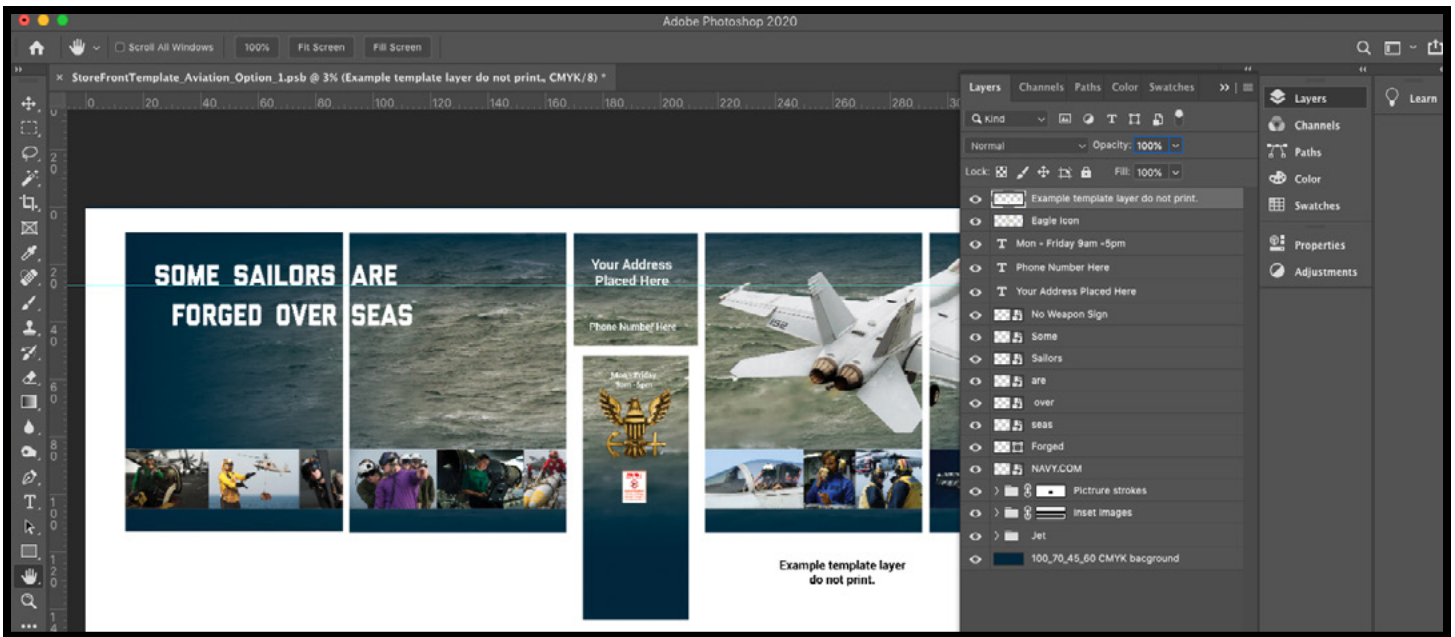 Adobe Photoshop 2020
Scroll All Windows 100% Fit Screen Fill Screen
× StoreFrontTemplate_Aviation_Option_1.psb @ 3% (Example template layer do not print., CMYK/8) *
0 20 40 60 80 100 120 140 160 180 200 220 240 260 280 30
SOME SAILORS ARE
FORGED OVER SEAS
Your Address
Placed Here
Phone Number Here
Mon - Friday
9am -5pm
152
Example template layer
do not print.
Layers Channels Paths Color Swatches
Kind
Normal Opacity: 100%
Lock: Fill: 100%
Example template layer do not print.
Eagle Icon
T Mon - Friday 9am -5pm
T Phone Number Here
T Your Address Placed Here
No Weapon Sign
Some
Sailors
are
over
seas
Forged
NAVY.COM
Pictrure strokes
Inset Images
Jet
100_70_45_60 CMYK bacground
Layers
Channels
Paths
Color
Swatches
Properties
Adjustments
Learn